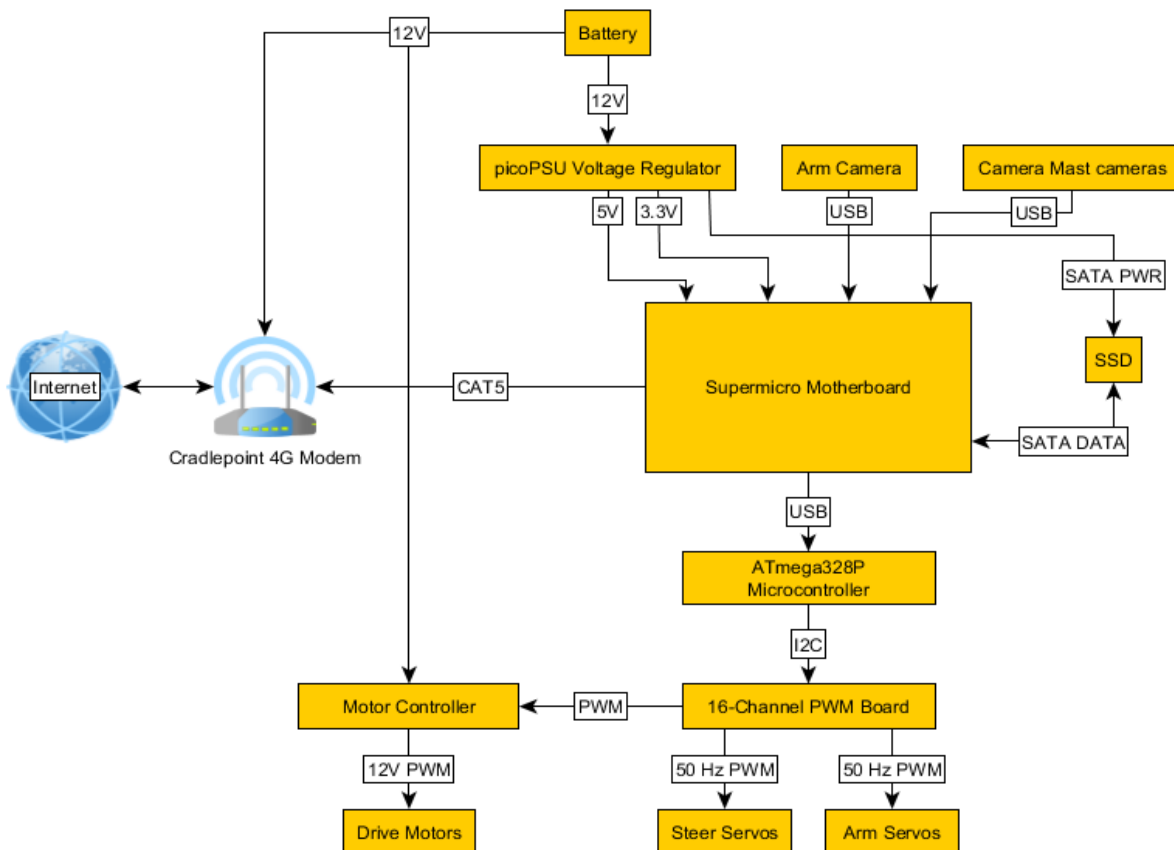 12V
Battery
12V
picoPSU Voltage Regulator
Arm Camera
Camera Mast cameras
5V
3.3V
USB
USB
SATA PWR
SSD
Internet
CAT5
Supermicro Motherboard
SATA DATA
Cradlepoint 4G Modem
USB
ATmega328P
Microcontroller
I2C
Motor Controller
PWM
16-Channel PWM Board
12V PWM
50 Hz PWM
50 Hz PWM
Drive Motors
Steer Servos
Arm Servos